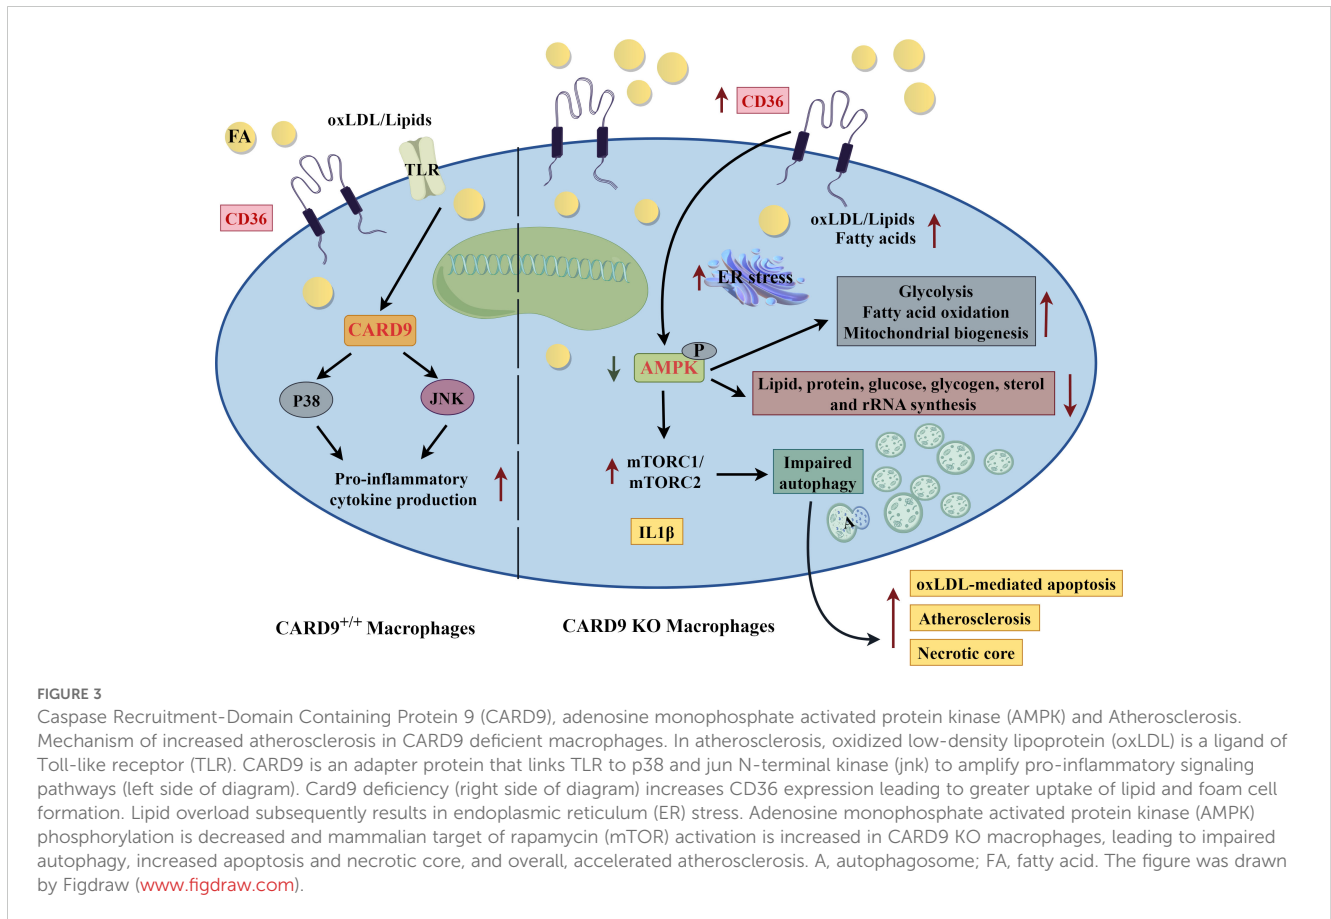 FA
oxLDL/Lipids
TLR
CD36
CARD9
P38
JNK
Pro-inflammatory
cytokine production
CARD9+/+ Macrophages
CD36
oxLDL/Lipids
Fatty acids
ER stress
Glycolysis
Fatty acid oxidation
Mitochondrial biogenesis
P
AMPK
Lipid, protein, glucose, glycogen, sterol
and rRNA synthesis
mTORC1/
mTORC2
Impaired
autophagy
A
IL1β
oxLDL-mediated apoptosis
Atherosclerosis
Necrotic core
CARD9 KO Macrophages
FIGURE 3
Caspase Recruitment-Domain Containing Protein 9 (CARD9), adenosine monophosphate activated protein kinase (AMPK) and Atherosclerosis.
Mechanism of increased atherosclerosis in CARD9 deficient macrophages. In atherosclerosis, oxidized low-density lipoprotein (oxLDL) is a ligand of
Toll-like receptor (TLR). CARD9 is an adapter protein that links TLR to p38 and jun N-terminal kinase (jnk) to amplify pro-inflammatory signaling
pathways (left side of diagram). Card9 deficiency (right side of diagram) increases CD36 expression leading to greater uptake of lipid and foam cell
formation. Lipid overload subsequently results in endoplasmic reticulum (ER) stress. Adenosine monophosphate activated protein kinase (AMPK)
phosphorylation is decreased and mammalian target of rapamycin (mTOR) activation is increased in CARD9 KO macrophages, leading to impaired
autophagy, increased apoptosis and necrotic core, and overall, accelerated atherosclerosis. A, autophagosome; FA, fatty acid. The figure was drawn
by Figdraw (www.figdraw.com).